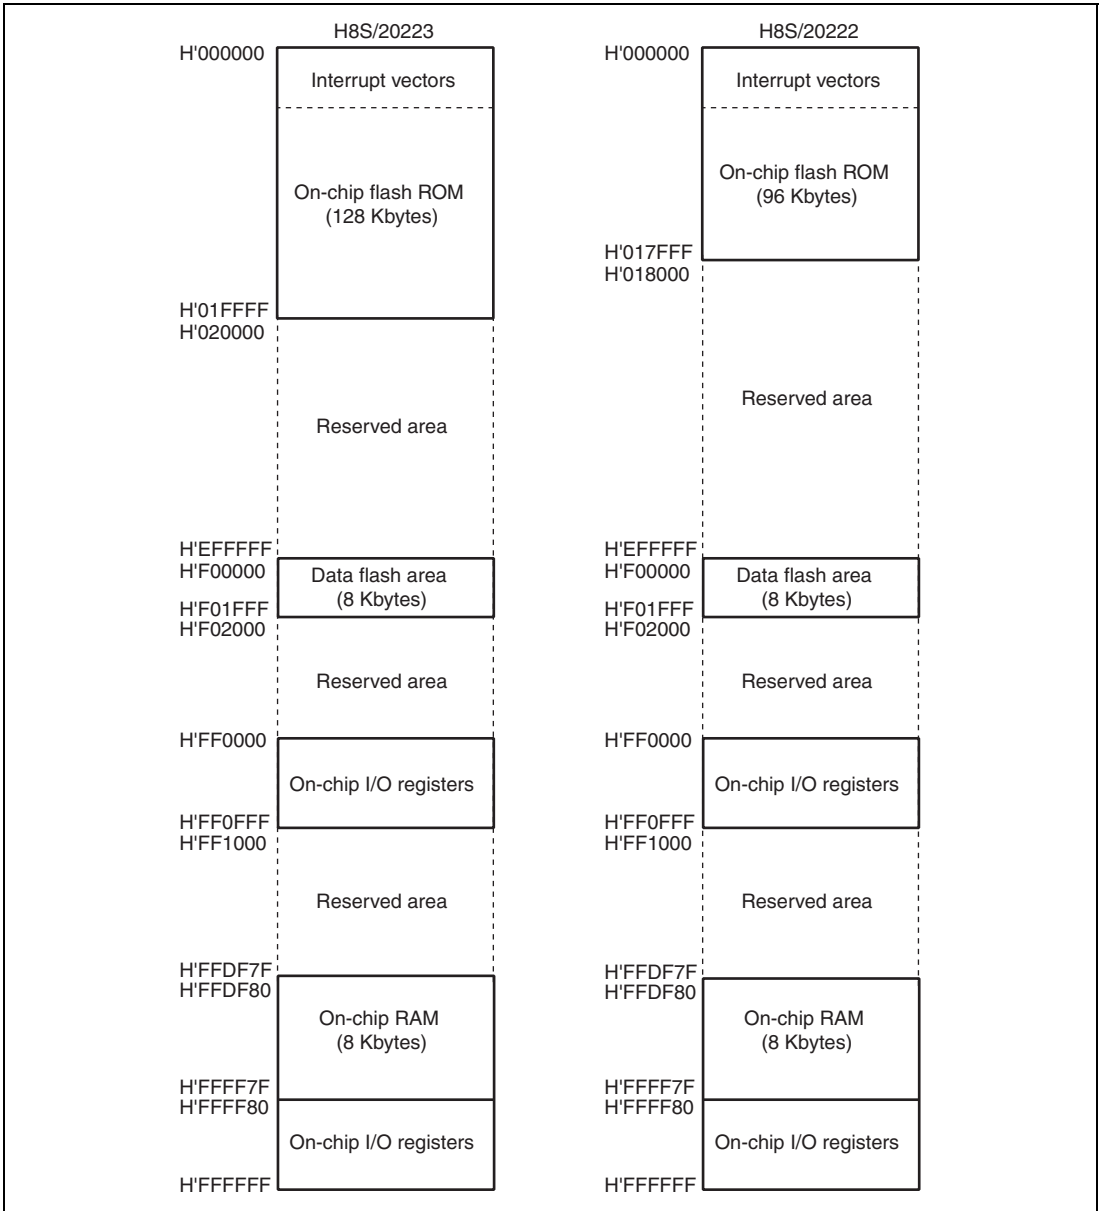 H8S/20223
H'000000
Interrupt vectors
On-chip flash ROM
(128 Kbytes)
H'01FFFF
H'020000
Reserved area
H'EFFFFF
H'F00000
Data flash area
(8 Kbytes)
H'F01FFF
H'F02000
Reserved area
H'FF0000
On-chip I/O registers
H'FF0FFF
H'FF1000
Reserved area
H'FFDF7F
H'FFDF80
On-chip RAM
(8 Kbytes)
H'FFFF7F
H'FFFF80
On-chip I/O registers
H'FFFFFF
H8S/20222
H'000000
Interrupt vectors
On-chip flash ROM
(96 Kbytes)
H'017FFF
H'018000
Reserved area
H'EFFFFF
H'F00000
Data flash area
(8 Kbytes)
H'F01FFF
H'F02000
Reserved area
H'FF0000
On-chip I/O registers
H'FF0FFF
H'FF1000
Reserved area
H'FFDF7F
H'FFDF80
On-chip RAM
(8 Kbytes)
H'FFFF7F
H'FFFF80
On-chip I/O registers
H'FFFFFF